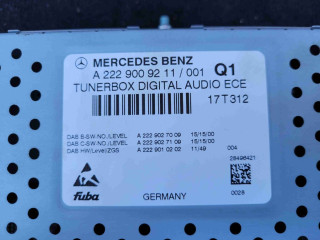 MERCEDES BENZ
A 222 900 92 11 / 001 Q1
TUNERBOX DIGITAL AUDIO ECE
17T312
DAB B-SW-NO./LEVEL A 222 902 70 09 15/15/00
DAB C-SW-NO./LEVEL A 222 902 71 09 15/15/00
DAB HW/Level/ZGS A 222 901 02 02 11/49 004
28496421
fuba GERMANY 0028